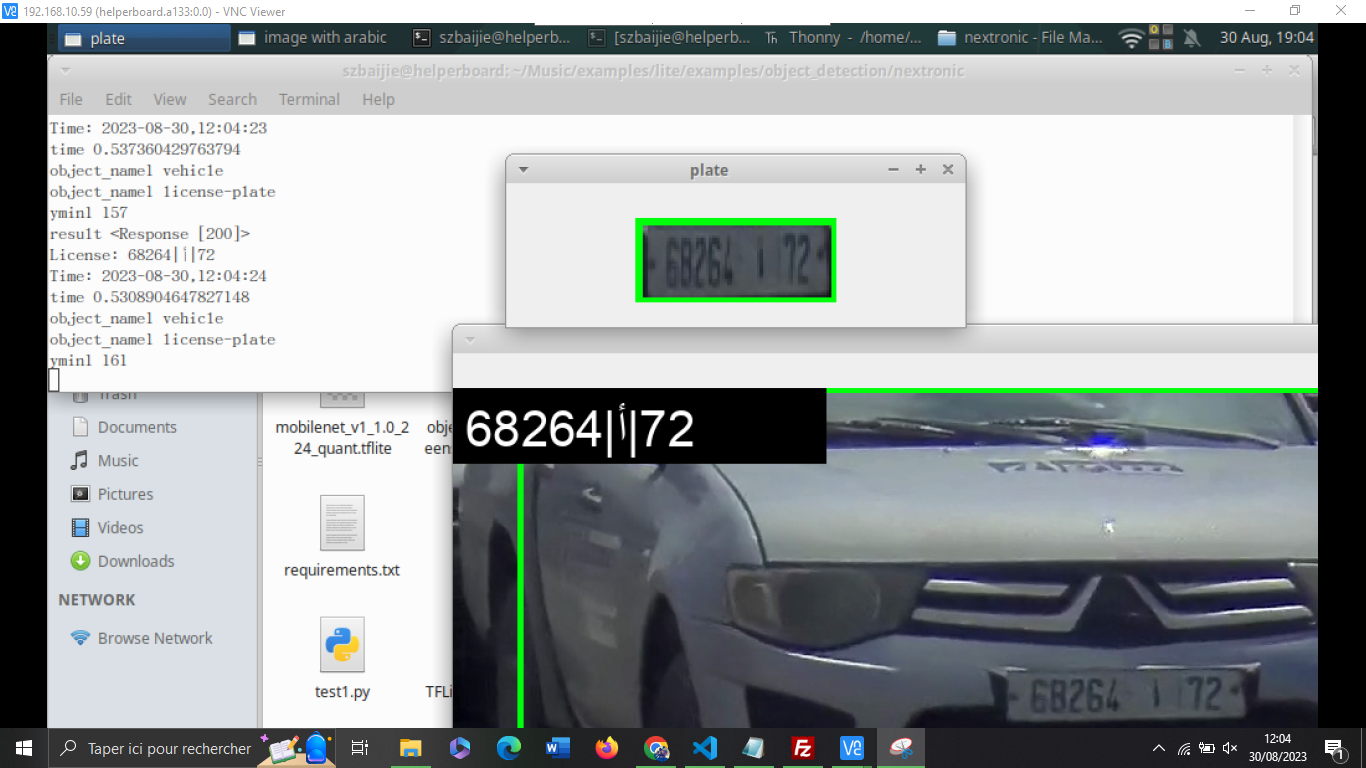 192.168.10.59 (helperboard.a133:0.0) - VNC Viewer
plate
image with arabic
szbaijie@helperb...
[szbaijie@helperb...
Thonny - /home/...
nextronic - File Ma...
30 Aug, 19:04
szbaijie@helperboard: ~/Music/examples/lite/examples/object_detection/nextronic
File Edit View Search Terminal Help
Time: 2023-08-30,12:04:23
time 0.537360429763794
object_name1 vehicle
object_name1 license-plate
ymin1 157
result <Response [200]>
License: 68264|أ|72
Time: 2023-08-30,12:04:24
time 0.5308904647827148
object_name1 vehicle
object_name1 license-plate
ymin1 161
plate
68264 ا 72
68264|أ|72
68264 ا 72
Trash
Documents
Music
Pictures
Videos
Downloads
NETWORK
Browse Network
mobilenet_v1_1.0_2
24_quant.tflite
obje
eens
requirements.txt
test1.py
TFLi
Taper ici pour rechercher
12:04
30/08/2023
1